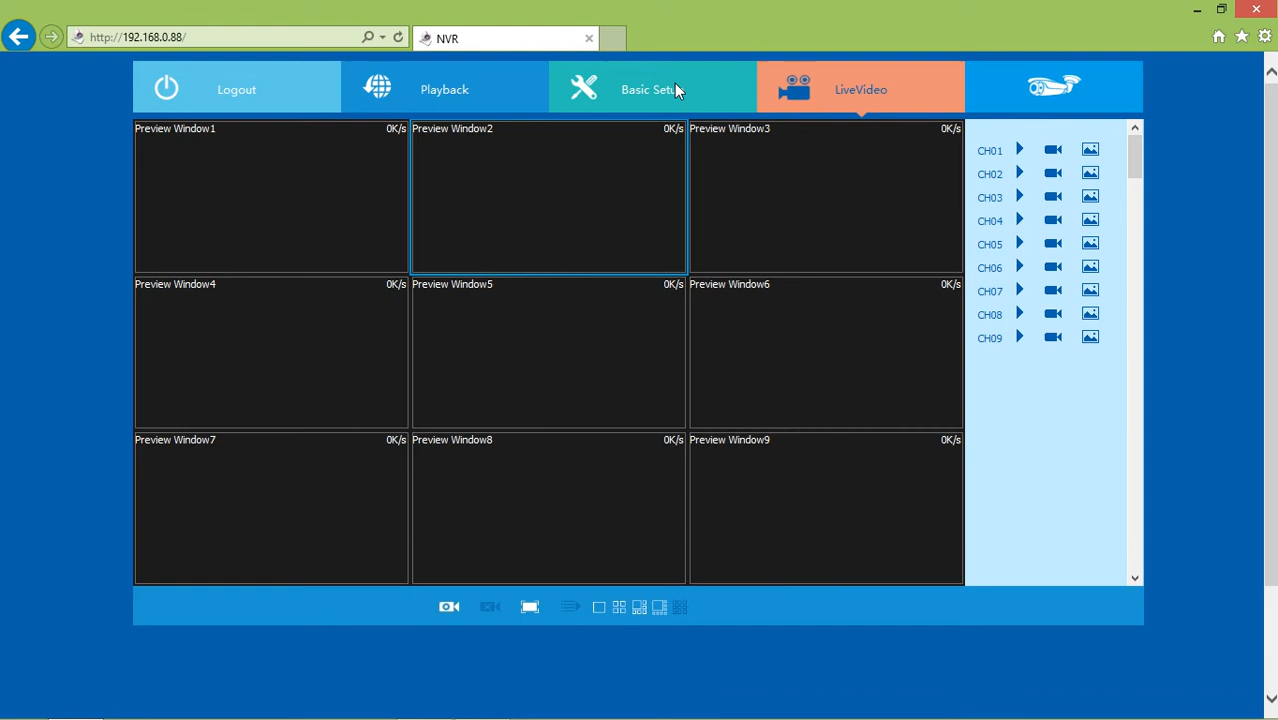 http://192.168.0.88/
NVR
Logout
Playback
Basic Setup
LiveVideo
Preview Window1 0K/s
Preview Window2 0K/s
Preview Window3 0K/s
CH01
CH02
CH03
CH04
CH05
CH06
CH07
CH08
CH09
Preview Window4 0K/s
Preview Window5 0K/s
Preview Window6 0K/s
Preview Window7 0K/s
Preview Window8 0K/s
Preview Window9 0K/s